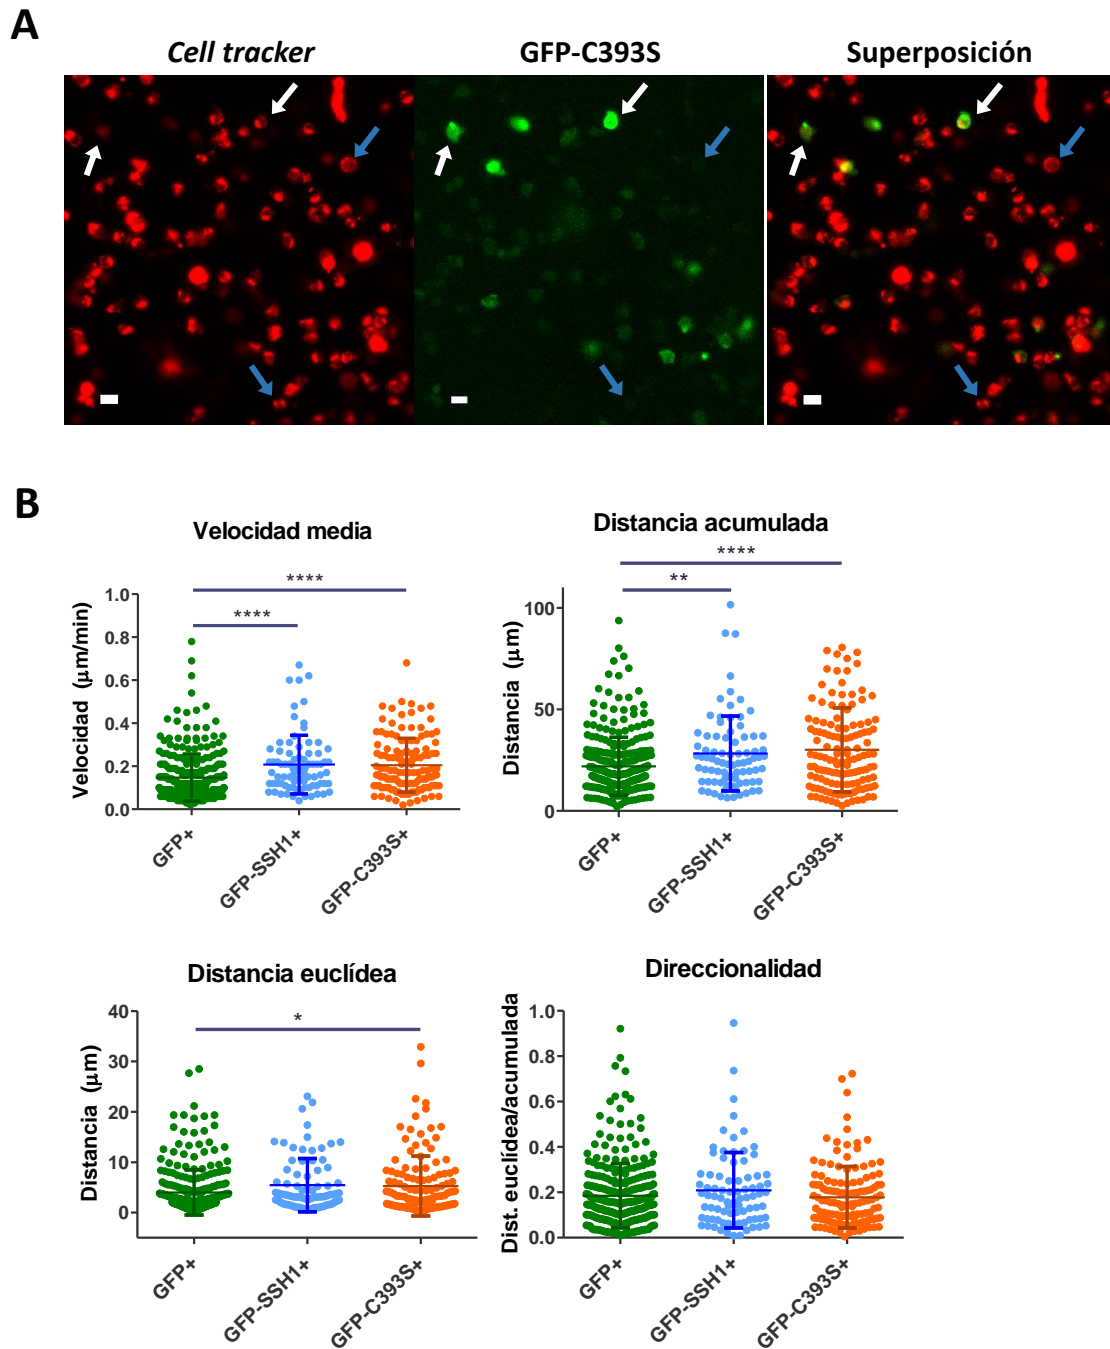 A
Cell tracker
GFP-C393S
Superposición
B
Velocidad media
****
****
Velocidad (μm/min)
1.0
0.8
0.6
0.4
0.2
0.0
GFP+
GFP-SSH1+
GFP-C393S+
Distancia acumulada
****
**
Distancia (μm)
100
50
0
GFP+
GFP-SSH1+
GFP-C393S+
Distancia euclídea
*
Distancia (μm)
40
30
20
10
0
GFP+
GFP-SSH1+
GFP-C393S+
Direccionalidad
Dist. euclídea/acumulada
1.0
0.8
0.6
0.4
0.2
0.0
GFP+
GFP-SSH1+
GFP-C393S+